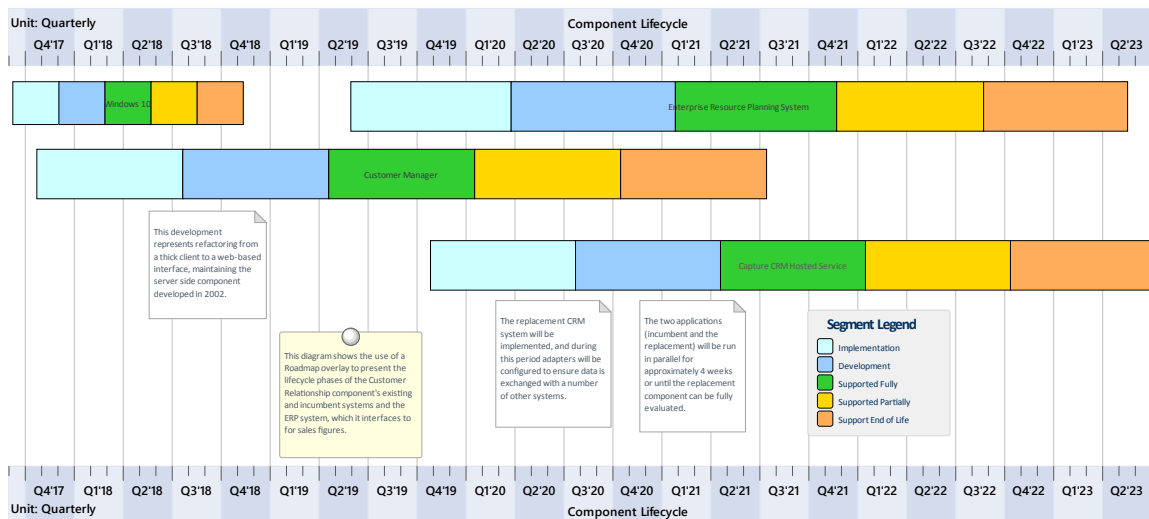 Unit: Quarterly
Component Lifecycle
Q4'17 Q1'18 Q2'18 Q3'18 Q4'18 Q1'19 Q2'19 Q3'19 Q4'19 Q1'20 Q2'20 Q3'20 Q4'20 Q1'21 Q2'21 Q3'21 Q4'21 Q1'22 Q2'22 Q3'22 Q4'22 Q1'23 Q2'23
Windows 10
Enterprise Resource Planning System
Customer Manager
This development
represents refactoring from
a thick client to a web-based
interface, maintaining the
server side component
developed in 2002.
Capture CRM Hosted Service
This diagram shows the use of a
Roadmap overlay to present the
lifecycle phases of the Customer
Relationship component's existing
and incumbent systems and the
ERP system, which it interfaces to
for sales figures.
The replacement CRM
system will be
implemented, and during
this period adapters will be
configured to ensure data is
exchanged with a number
of other systems.
The two applications
(incumbent and the
replacement) will be run
in parallel for
approximately 4 weeks
or until the replacement
component can be fully
evaluated.
Segment Legend
Implementation
Development
Supported Fully
Supported Partially
Support End of Life
Q4'17 Q1'18 Q2'18 Q3'18 Q4'18 Q1'19 Q2'19 Q3'19 Q4'19 Q1'20 Q2'20 Q3'20 Q4'20 Q1'21 Q2'21 Q3'21 Q4'21 Q1'22 Q2'22 Q3'22 Q4'22 Q1'23 Q2'23
Unit: Quarterly
Component Lifecycle